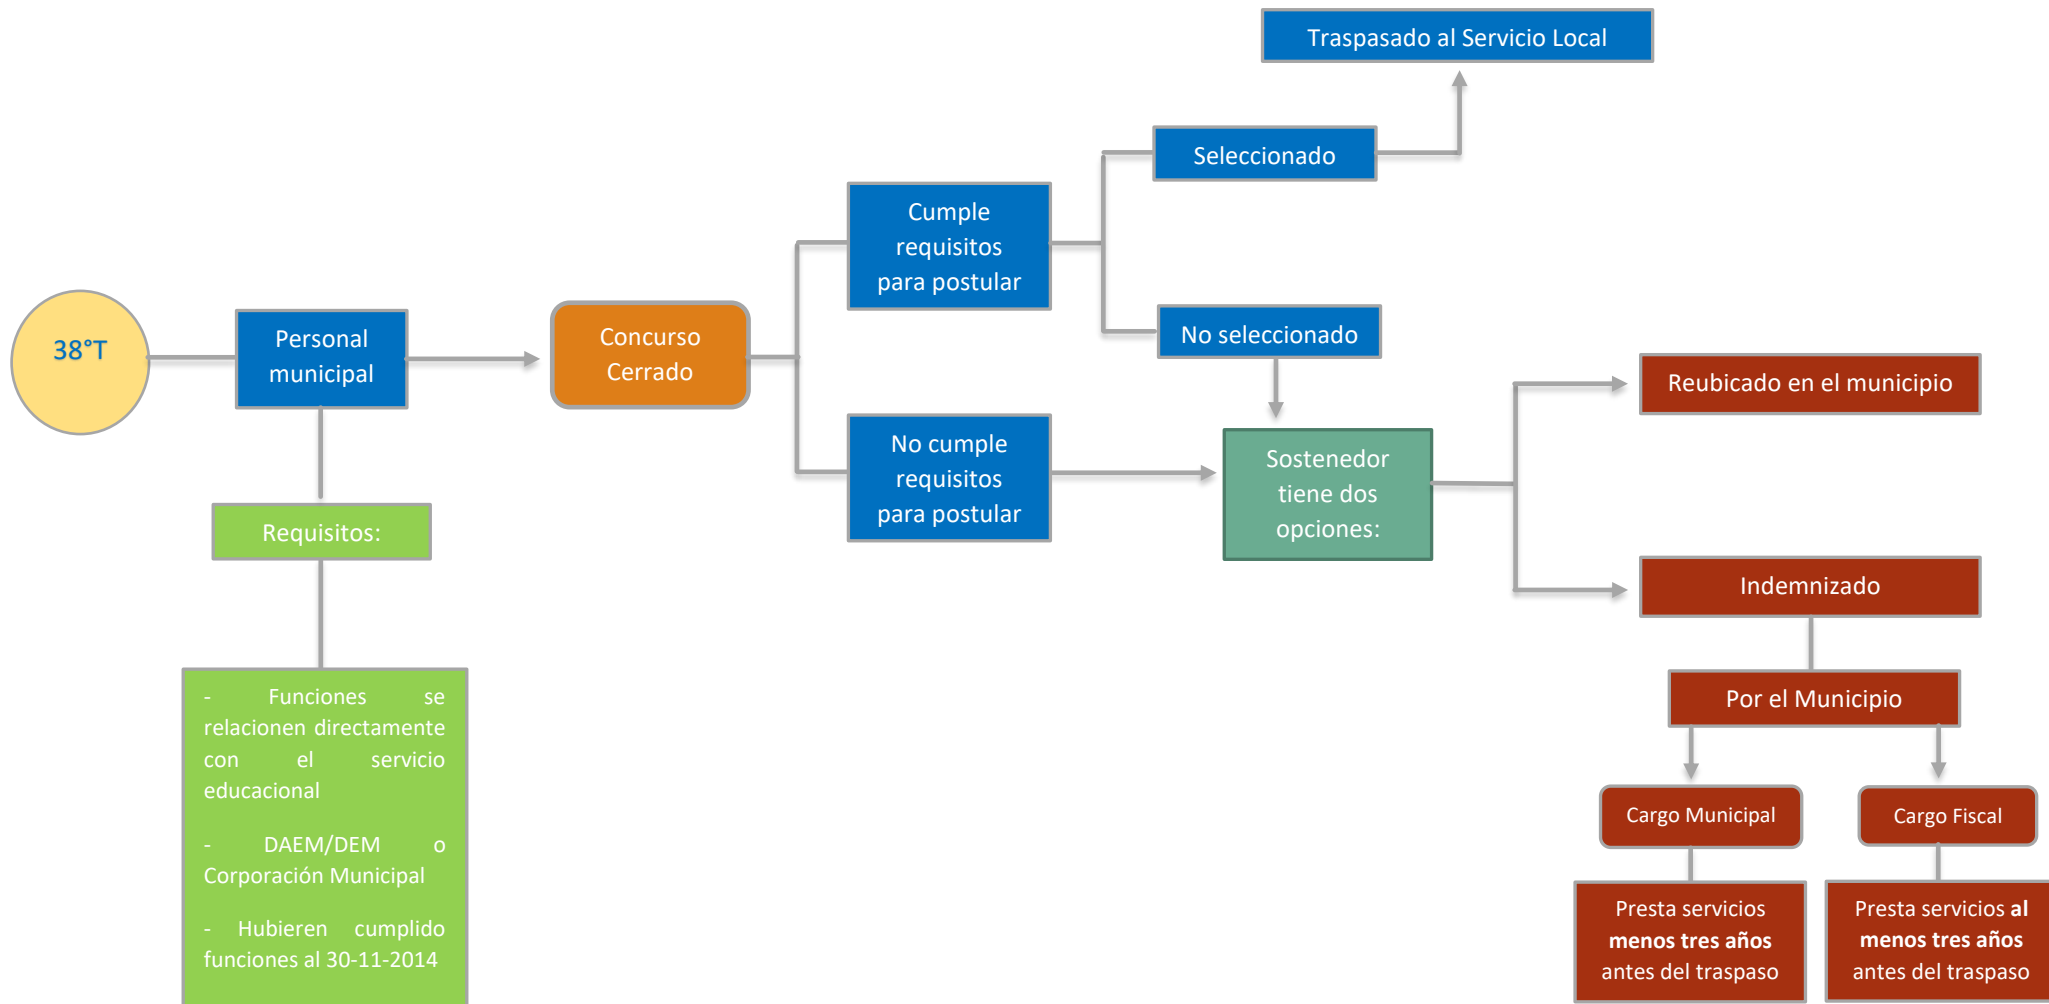 Traspasado al Servicio Local
Seleccionado
Cumple
requisitos
para postular
38°T
Personal
municipal
Concurso
Cerrado
No seleccionado
Reubicado en el municipio
No cumple
requisitos
para postular
Sostenedor
tiene dos
opciones:
Requisitos:
Indemnizado
- Funciones se
relacionen directamente
con el servicio
educacional
- DAEM/DEM o
Corporación Municipal
- Hubieren cumplido
funciones al 30-11-2014
Por el Municipio
Cargo Municipal
Cargo Fiscal
Presta servicios
menos tres años
antes del traspaso
Presta servicios al
menos tres años
antes del traspaso